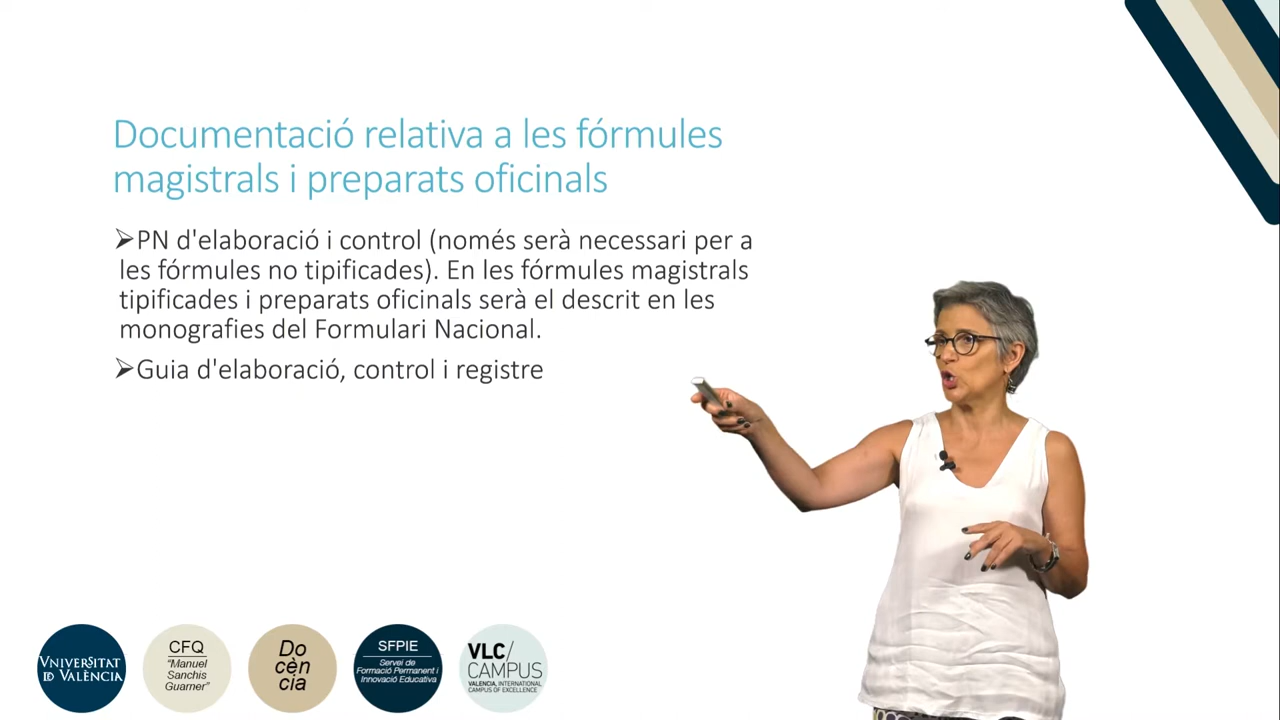 Documentació relativa a les fórmules
magistrals i preparats oficinals
➢PN d'elaboració i control (només serà necessari per a
les fórmules no tipificades). En les fórmules magistrals
tipificades i preparats oficinals serà el descrit en les
monografies del Formulari Nacional.
➢Guia d'elaboració, control i registre
VNIVERSITAT
ID VALÈNCIA
CFQ
"Manuel
Sanchis
Guarner"
Do
cèn
cia
SFPIE
Servei de
Formació Permanent i
Innovació Educativa
VLC/
CAMPUS
VALENCIA, INTERNATIONAL
CAMPUS OF EXCELLENCE